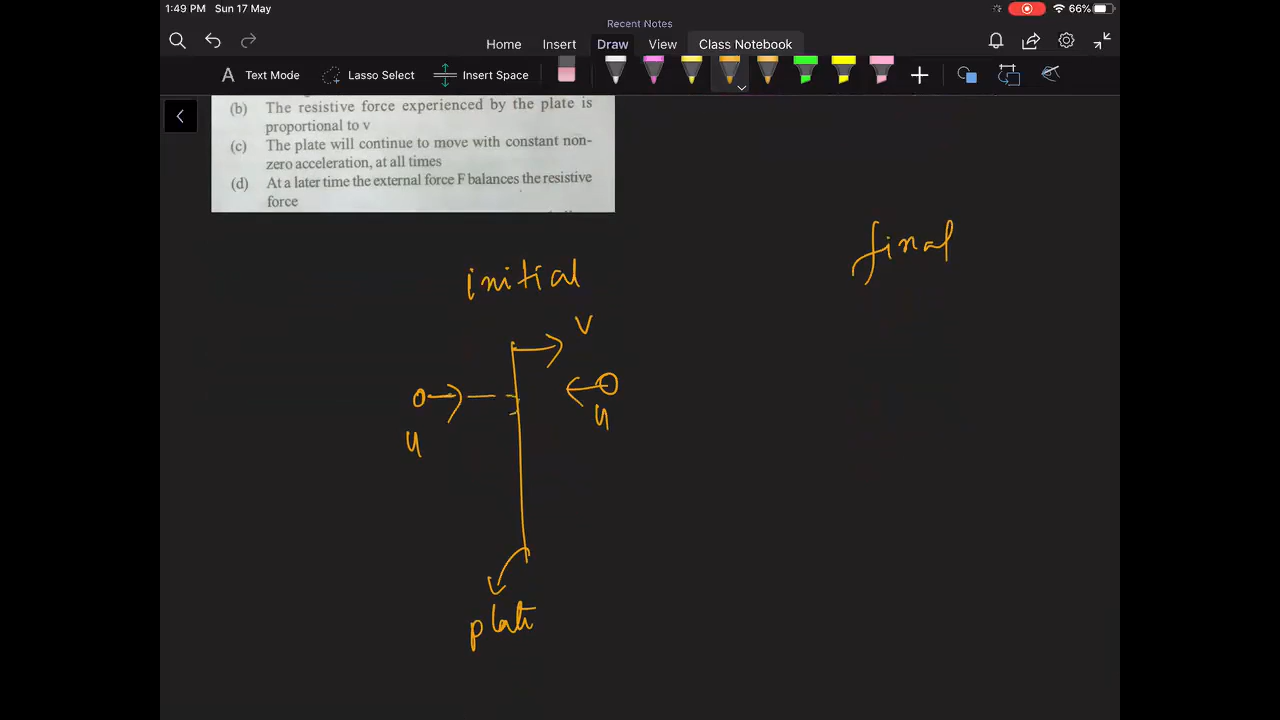 1:49 PM Sun 17 May
66%
Recent Notes
Home Insert Draw View Class Notebook
A Text Mode Lasso Select Insert Space
(b) The resistive force experienced by the plate is
proportional to v
(c) The plate will continue to move with constant non-
zero acceleration, at all times
(d) At a later time the external force F balances the resistive
force
final
initial
v
u
u
plate